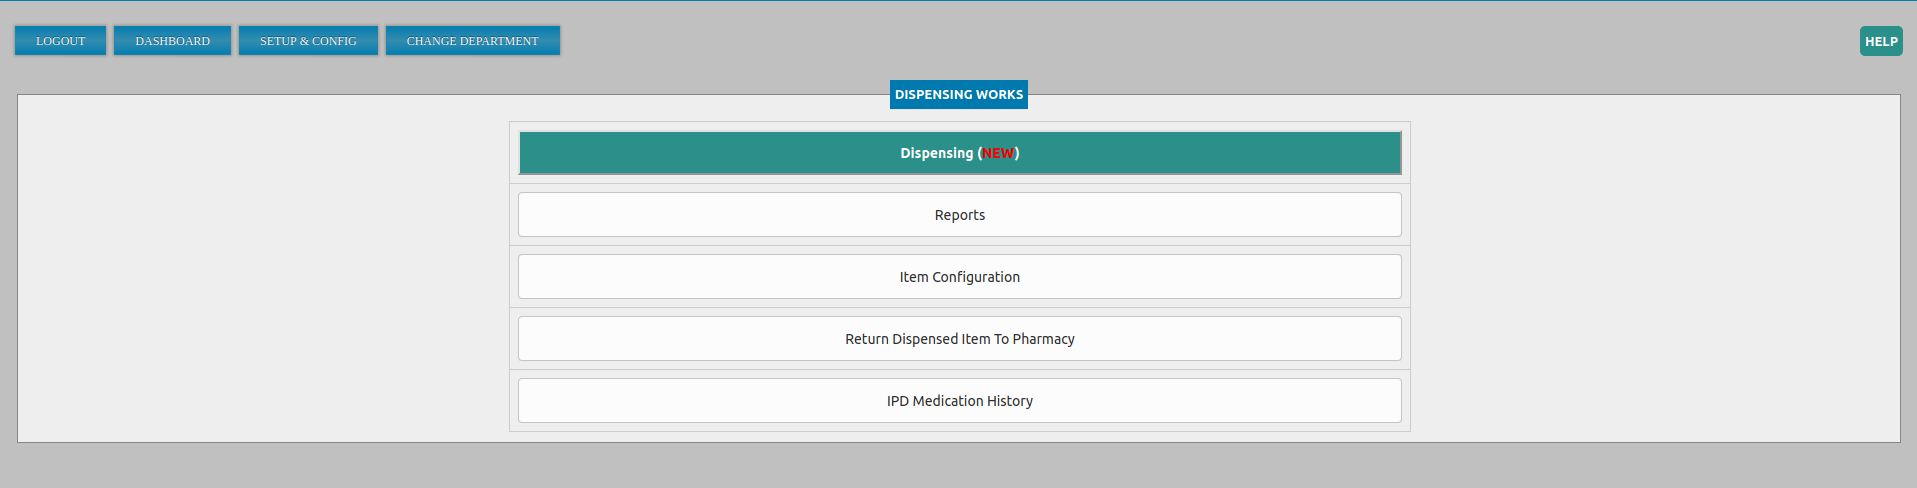 LOGOUT DASHBOARD SETUP & CONFIG CHANGE DEPARTMENT HELP
DISPENSING WORKS
Dispensing (NEW)
Reports
Item Configuration
Return Dispensed Item To Pharmacy
IPD Medication History